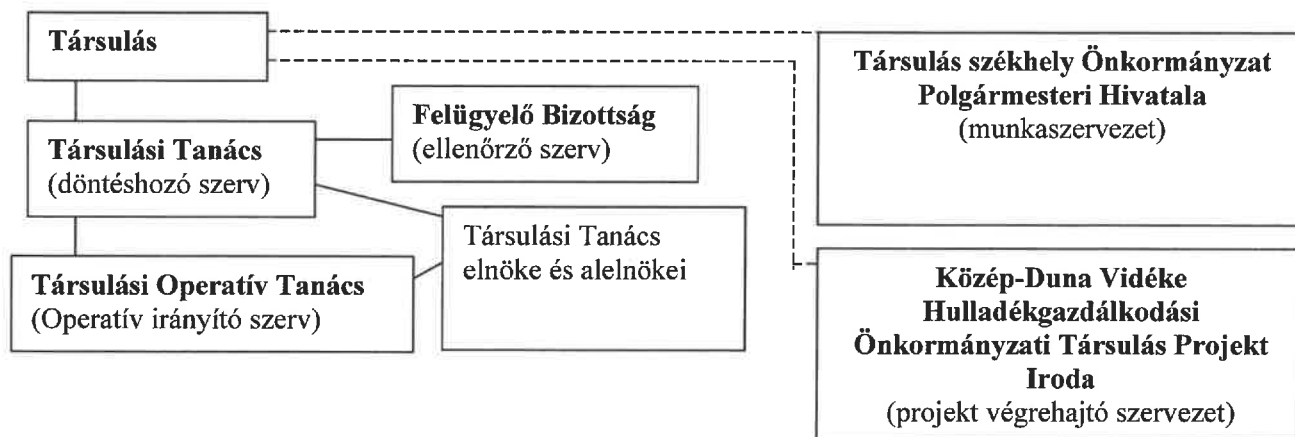 Társulás
Társulási Tanács
(döntéshozó szerv)
Társulási Operatív Tanács
(Operatív irányító szerv)
Felügyelő Bizottság
(ellenőrző szerv)
Társulási Tanács
elnöke és alelnökei
Társulás székhely Önkormányzat
Polgármesteri Hivatala
(munkaszervezet)
Közép-Duna Vidéke
Hulladékgazdálkodási
Önkormányzati Társulás Projekt
Iroda
(projekt végrehajtó szervezet)